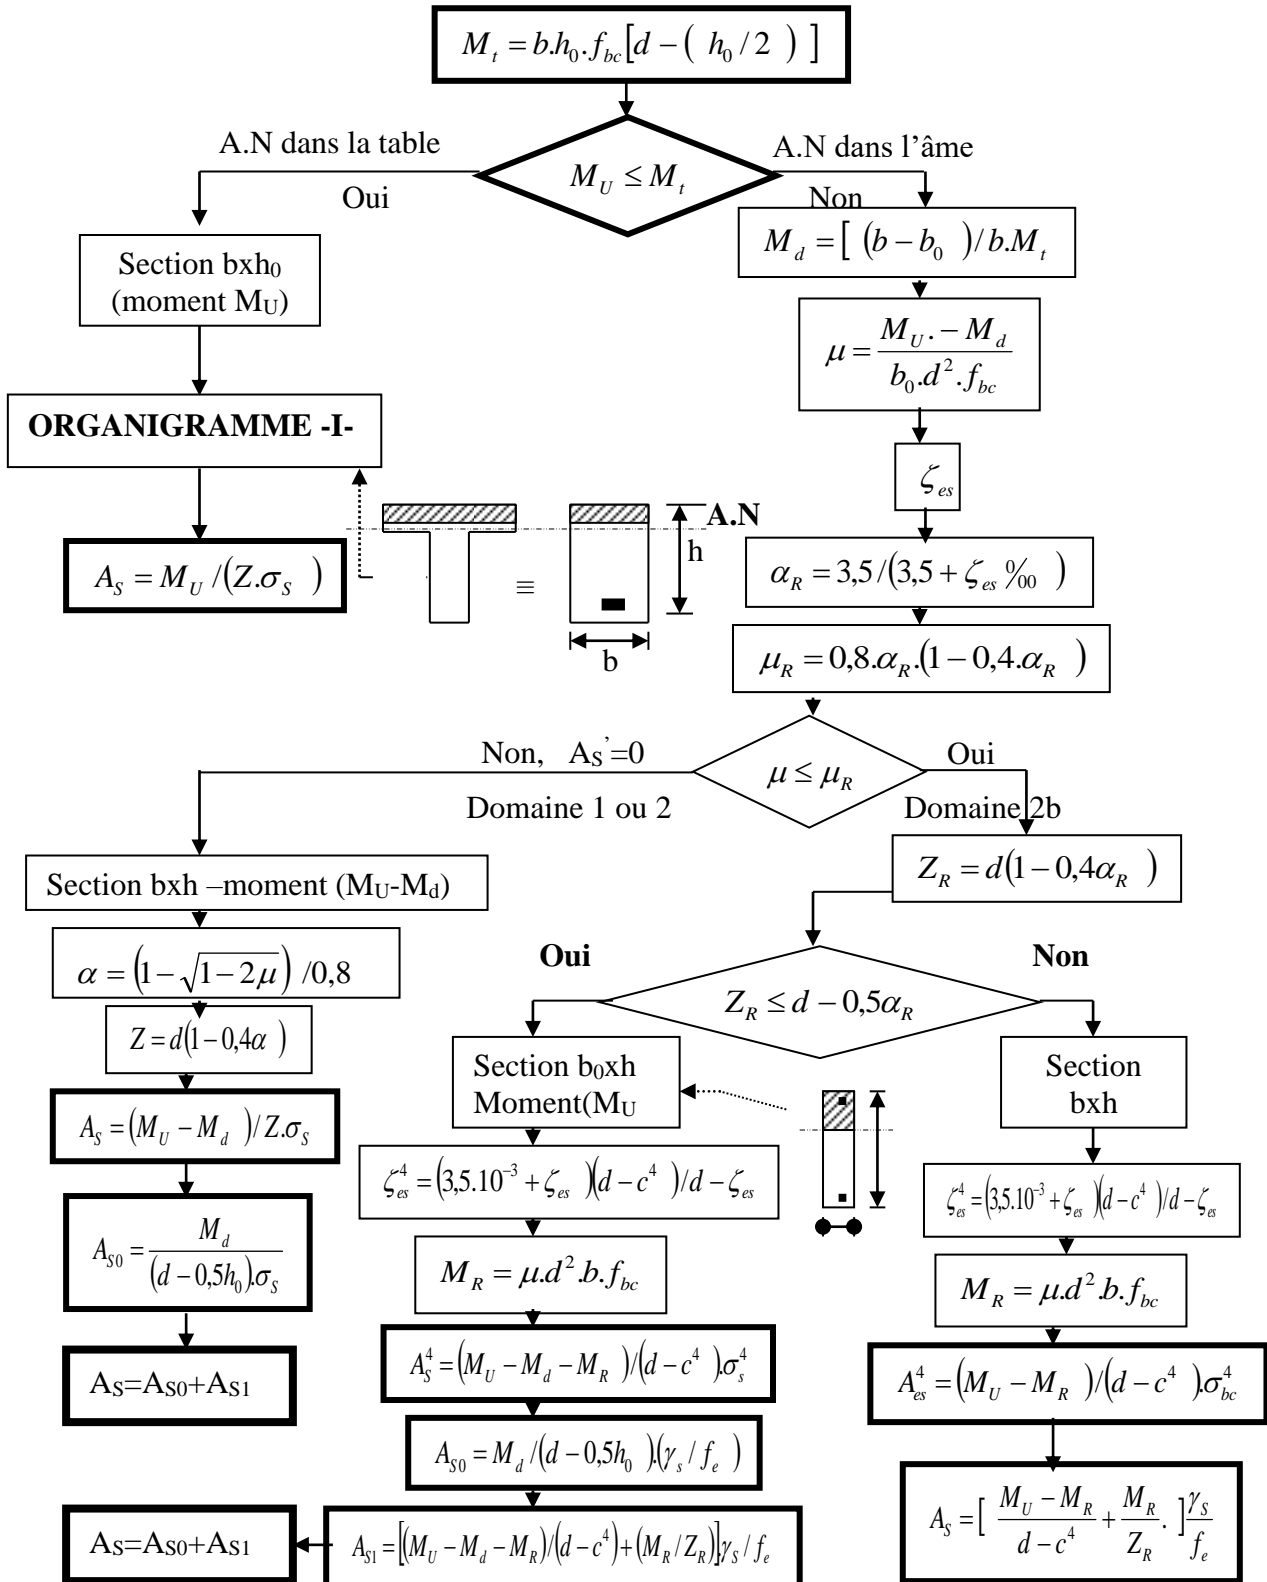 M_t = b.h_0.f_bc[d − ( h_0/2 ) ]
A.N dans la table
A.N dans l’âme
M_U ≤ M_t
Oui
Non
M_d = [ (b − b_0 )/b.M_t
Section bxh_0
(moment M_U)
μ = (M_U. − M_d)/(b_0.d².f_bc)
ORGANIGRAMME -I-
ζ_es
A.N
h
A_S = M_U /(Z.σ_S )
≡
b
α_R = 3,5/(3,5 + ζ_es ‰ )
μ_R = 0,8.α_R.(1 − 0,4.α_R )
Non, A_S’=0
Oui
μ ≤ μ_R
Domaine 1 ou 2
Domaine 2b
Z_R = d(1 − 0,4α_R )
Section bxh –moment (M_U-M_d)
α = (1 − √(1 − 2μ)) /0,8
Oui
Non
Z_R ≤ d − 0,5α_R
Z = d(1 − 0,4α )
Section b_0xh
Moment(M_U
Section
bxh
A_S = (M_U − M_d )/ Z.σ_S
ζ_es^4 = (3,5.10^-3 + ζ_es )(d − c^4 )/d − ζ_es
ζ_es^4 = (3,5.10^-3 + ζ_es )(d − c^4 )/d − ζ_es
A_S0 = M_d/((d − 0,5h_0).σ_S)
M_R = μ.d².b.f_bc
M_R = μ.d².b.f_bc
A_S^4 = (M_U − M_d − M_R )/(d − c^4 ).σ_s^4
A_es^4 = (M_U − M_R )/(d − c^4 ).σ_bc^4
A_S=A_S0+A_S1
A_S0 = M_d /(d − 0,5h_0 ).(γ_s / f_e )
A_S=A_S0+A_S1
A_S1 = [(M_U − M_d − M_R)/(d − c^4) + (M_R/Z_R)].γ_S / f_e
A_S = [ (M_U − M_R)/(d − c^4) + M_R/Z_R . ] γ_S/f_e